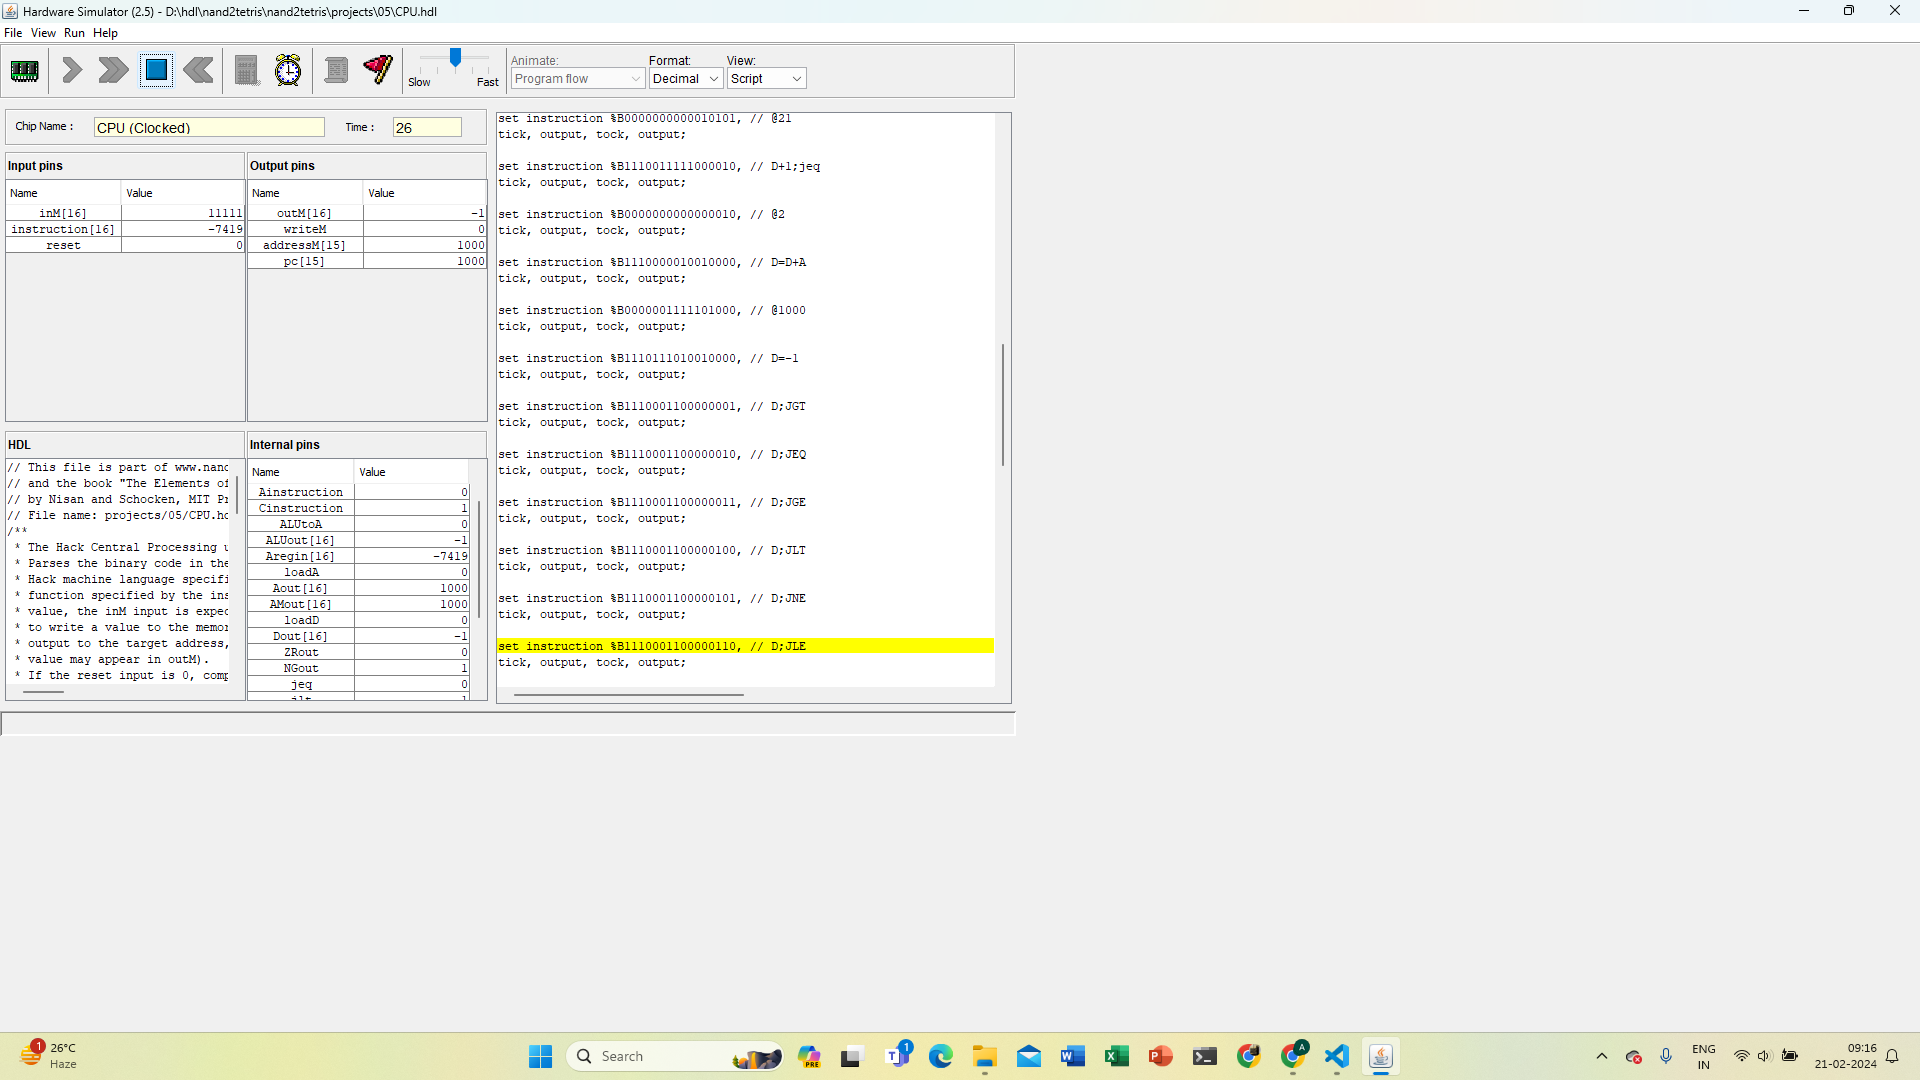 Hardware Simulator (2.5) - D:\hdl\nand2tetris\nand2tetris\projects\05\CPU.hdl
File View Run Help
Slow Fast
Animate:
Program flow
Format:
Decimal
View:
Script
Chip Name :
CPU (Clocked)
Time :
26
Input pins
Name Value
inM[16] 11111
instruction[16] -7419
reset 0
Output pins
Name Value
outM[16] -1
writeM 0
addressM[15] 1000
pc[15] 1000
HDL
// This file is part of www.nand
// and the book "The Elements of
// by Nisan and Schocken, MIT Pr
// File name: projects/05/CPU.hd
/**
* The Hack Central Processing u
* Parses the binary code in the
* Hack machine language specifi
* function specified by the ins
* value, the inM input is expec
* to write a value to the memor
* output to the target address,
* value may appear in outM).
* If the reset input is 0, comp
Internal pins
Name Value
Ainstruction 0
Cinstruction 1
ALUtoA 0
ALUout[16] -1
Aregin[16] -7419
loadA 0
Aout[16] 1000
AMout[16] 1000
loadD 0
Dout[16] -1
ZRout 0
NGout 1
jeq 0
jlt 1
set instruction %B0000000000010101, // @21
tick, output, tock, output;
set instruction %B1110011111000010, // D+1;jeq
tick, output, tock, output;
set instruction %B0000000000000010, // @2
tick, output, tock, output;
set instruction %B1110000010010000, // D=D+A
tick, output, tock, output;
set instruction %B0000001111101000, // @1000
tick, output, tock, output;
set instruction %B1110111010010000, // D=-1
tick, output, tock, output;
set instruction %B1110001100000001, // D;JGT
tick, output, tock, output;
set instruction %B1110001100000010, // D;JEQ
tick, output, tock, output;
set instruction %B1110001100000011, // D;JGE
tick, output, tock, output;
set instruction %B1110001100000100, // D;JLT
tick, output, tock, output;
set instruction %B1110001100000101, // D;JNE
tick, output, tock, output;
set instruction %B1110001100000110, // D;JLE
tick, output, tock, output;
1
26°C
Haze
Search
PRE
1
A
ENG
IN
09:16
21-02-2024